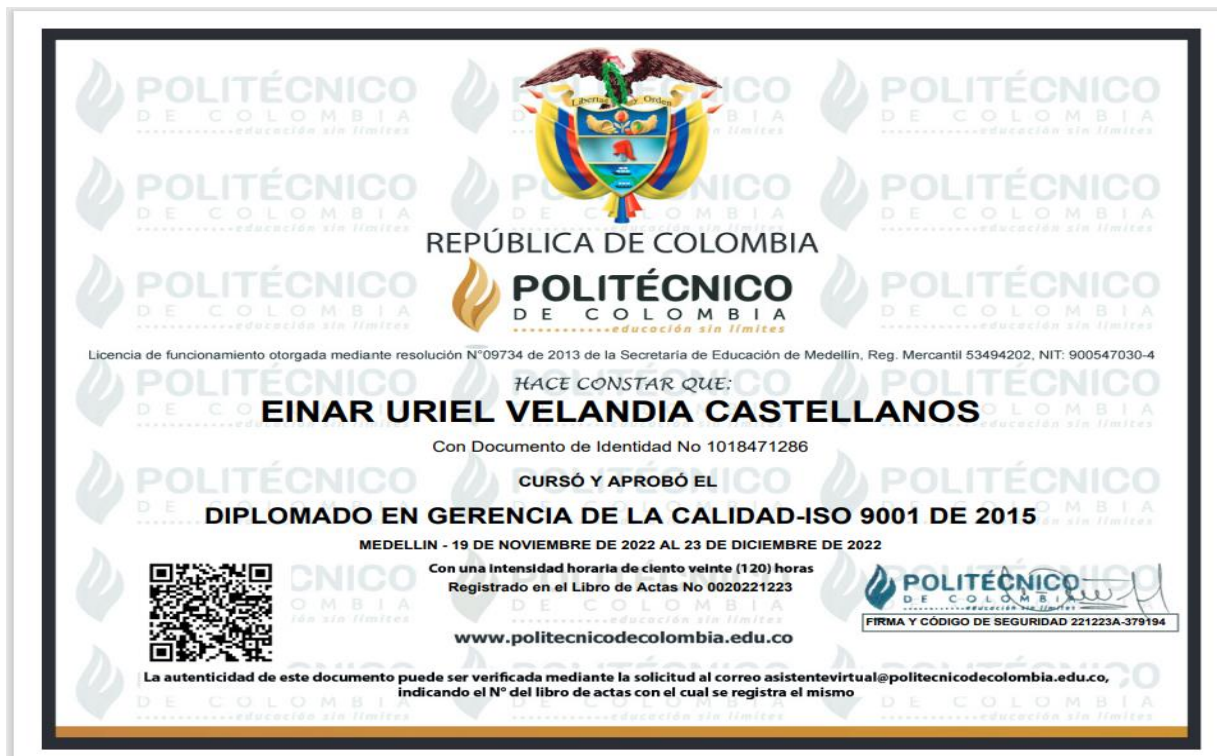 Libertad y Orden
REPÚBLICA DE COLOMBIA
POLITÉCNICO
DE COLOMBIA
educación sin límites
Licencia de funcionamiento otorgada mediante resolución N°09734 de 2013 de la Secretaría de Educación de Medellín, Reg. Mercantil 53494202, NIT: 900547030-4
HACE CONSTAR QUE:
EINAR URIEL VELANDIA CASTELLANOS
Con Documento de Identidad No 1018471286
CURSÓ Y APROBÓ EL
DIPLOMADO EN GERENCIA DE LA CALIDAD-ISO 9001 DE 2015
MEDELLIN - 19 DE NOVIEMBRE DE 2022 AL 23 DE DICIEMBRE DE 2022
Con una intensidad horaria de ciento veinte (120) horas
Registrado en el Libro de Actas No 0020221223
www.politecnicodecolombia.edu.co
POLITÉCNICO
DE COLOMBIA
educación sin límites
FIRMA Y CÓDIGO DE SEGURIDAD 221223A-379194
La autenticidad de este documento puede ser verificada mediante la solicitud al correo asistentevirtual@politecnicodecolombia.edu.co,
indicando el N° del libro de actas con el cual se registra el mismo